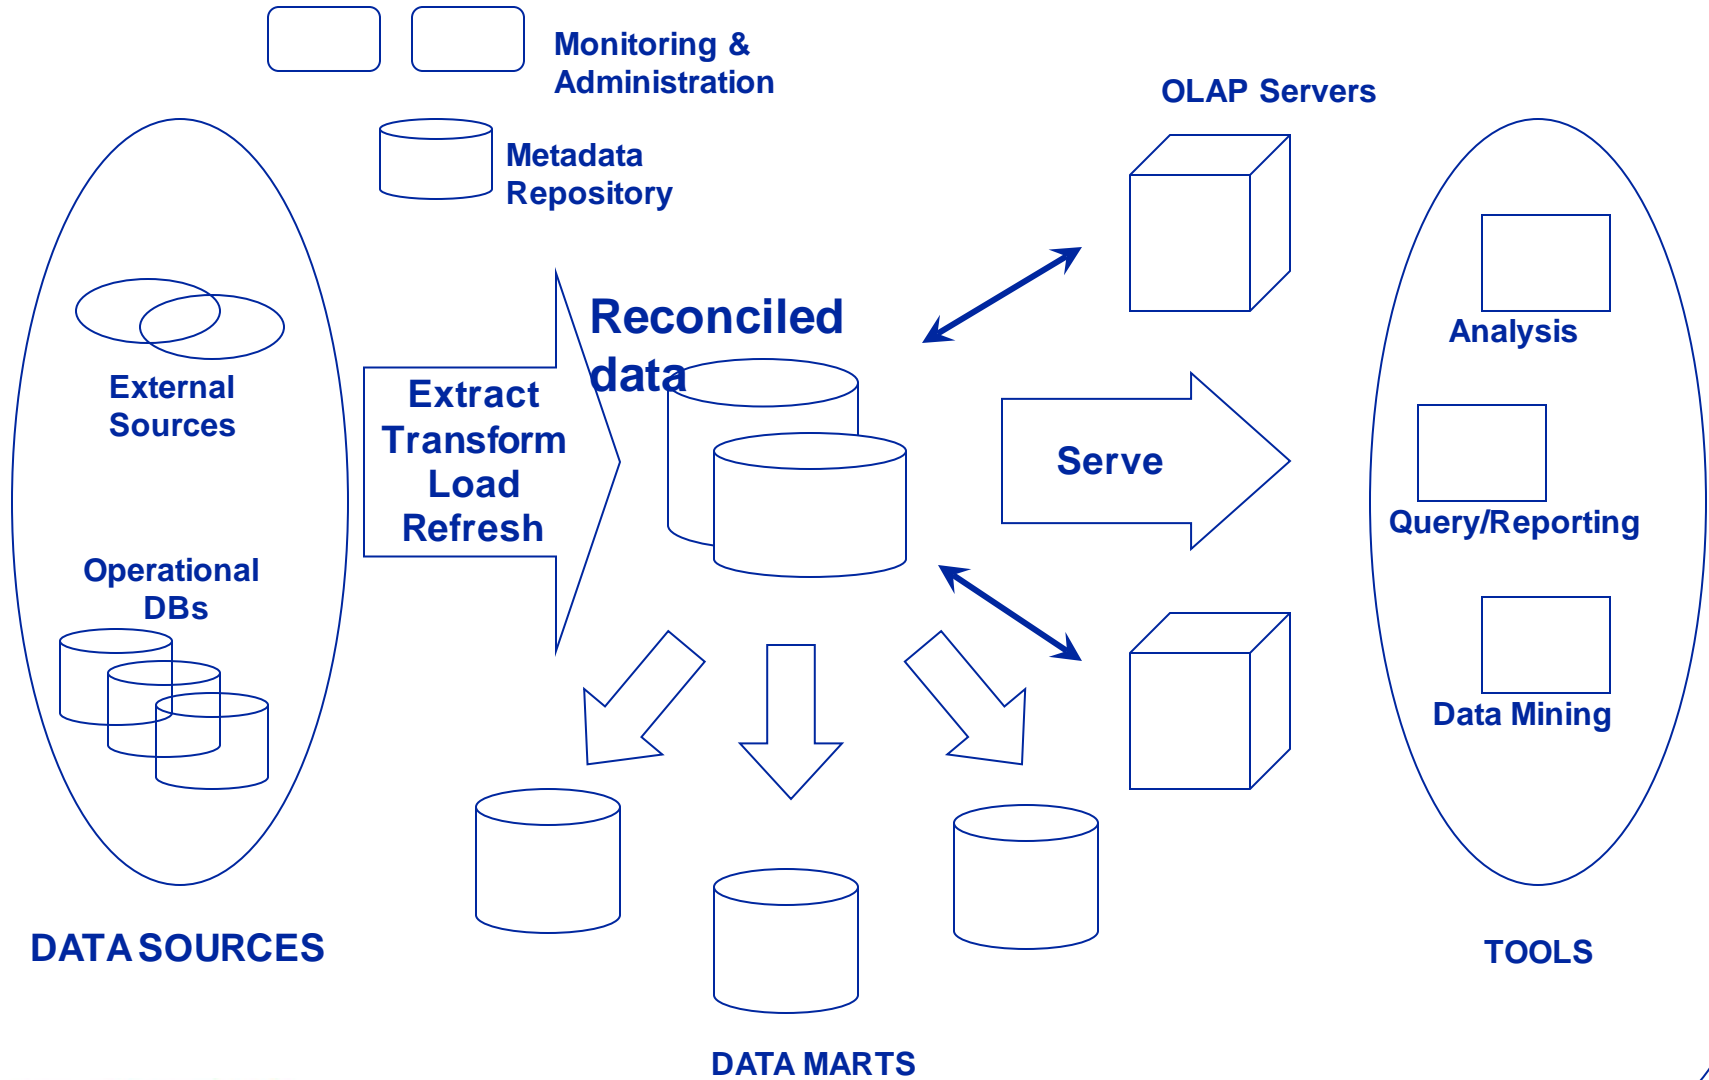 Monitoring &
Administration
OLAP Servers
Metadata
Repository
Reconciled
data
Analysis
External
Sources
Extract
Transform
Load
Refresh
Serve
Query/Reporting
Operational
DBs
Data Mining
DATA SOURCES
TOOLS
DATA MARTS